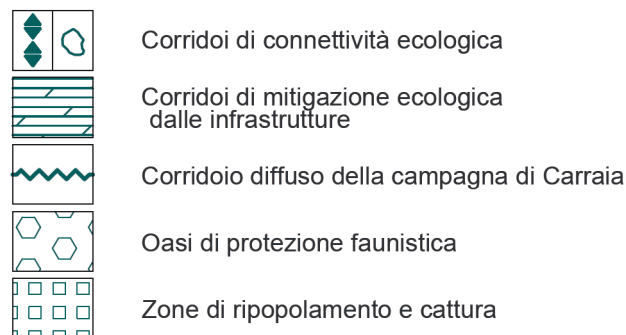 Corridoi di connettività ecologica
Corridoi di mitigazione ecologica
dalle infrastrutture
Corridoio diffuso della campagna di Carraia
Oasi di protezione faunistica
Zone di ripopolamento e cattura